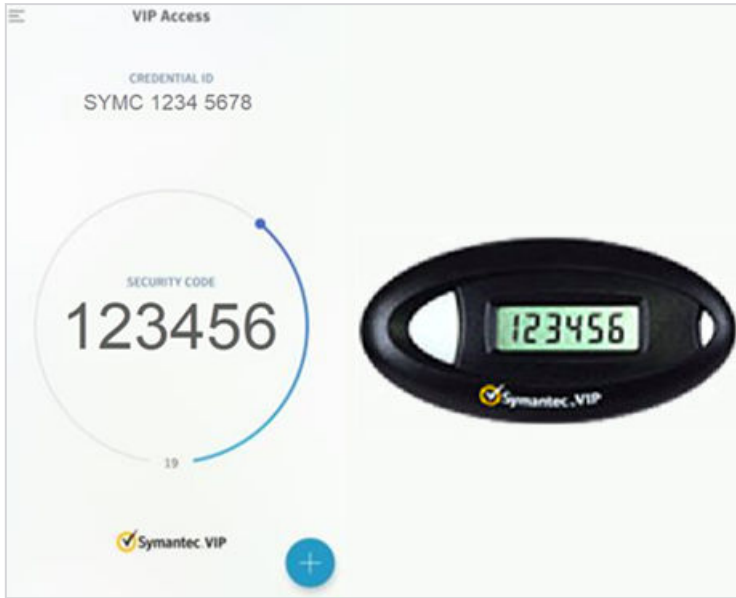 VIP Access
CREDENTIAL ID
SYMC 1234 5678
SECURITY CODE
123456
19
Symantec. VIP
123456
Symantec. VIP